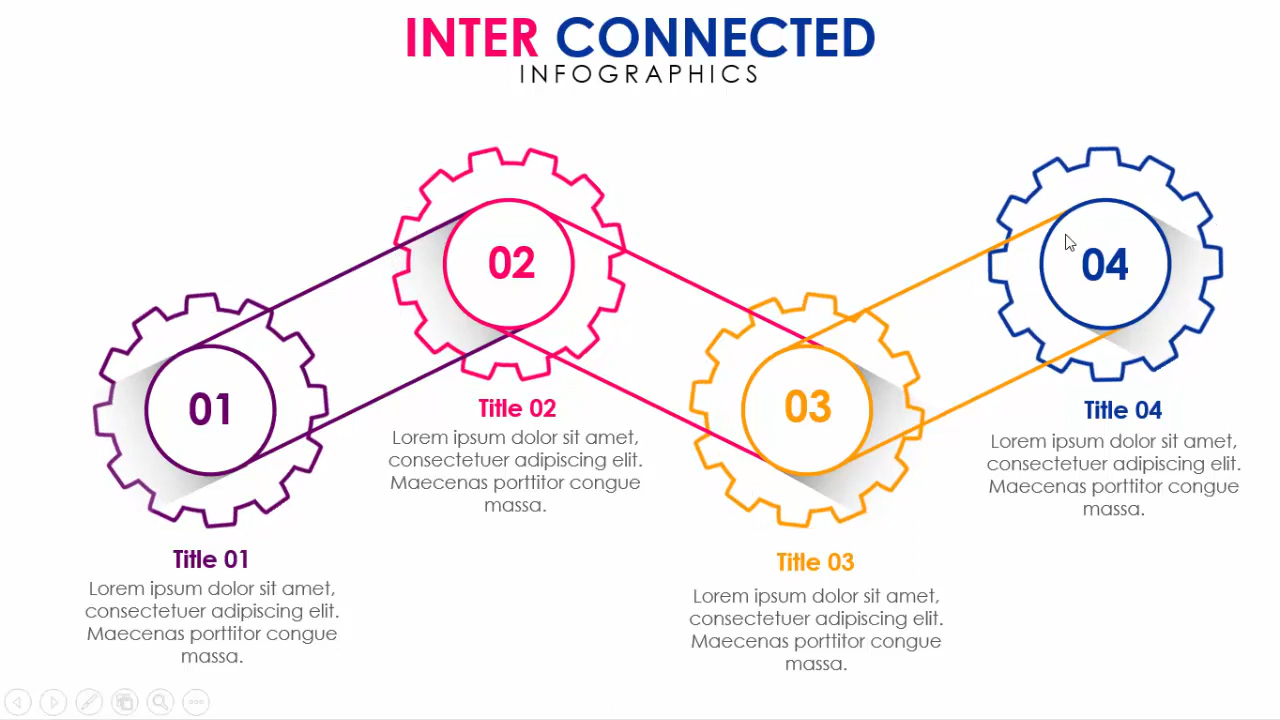 INTER CONNECTED
INFOGRAPHICS
01
02
03
04
Title 01
Lorem ipsum dolor sit amet,
consectetuer adipiscing elit.
Maecenas porttitor congue
massa.
Title 02
Lorem ipsum dolor sit amet,
consectetuer adipiscing elit.
Maecenas porttitor congue
massa.
Title 03
Lorem ipsum dolor sit amet,
consectetuer adipiscing elit.
Maecenas porttitor congue
massa.
Title 04
Lorem ipsum dolor sit amet,
consectetuer adipiscing elit.
Maecenas porttitor congue
massa.